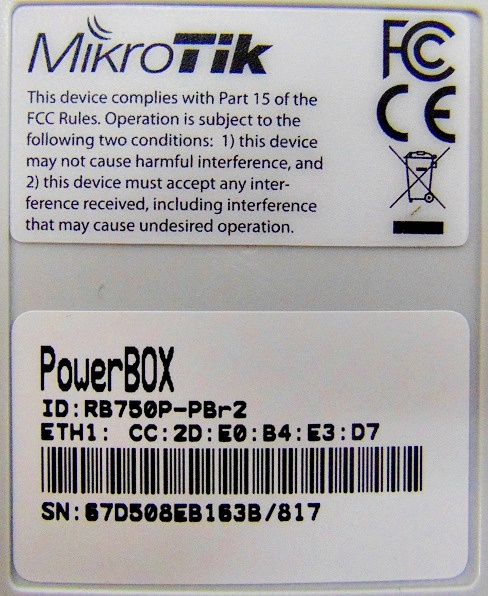 MikroTik
FC
CE
This device complies with Part 15 of the
FCC Rules. Operation is subject to the
following two conditions: 1) this device
may not cause harmful interference, and
2) this device must accept any inter-
ference received, including interference
that may cause undesired operation.
PowerBOX
ID:RB750P-PBr2
ETH1: CC:2D:E0:B4:E3:D7
SN:67D508EB163B/817